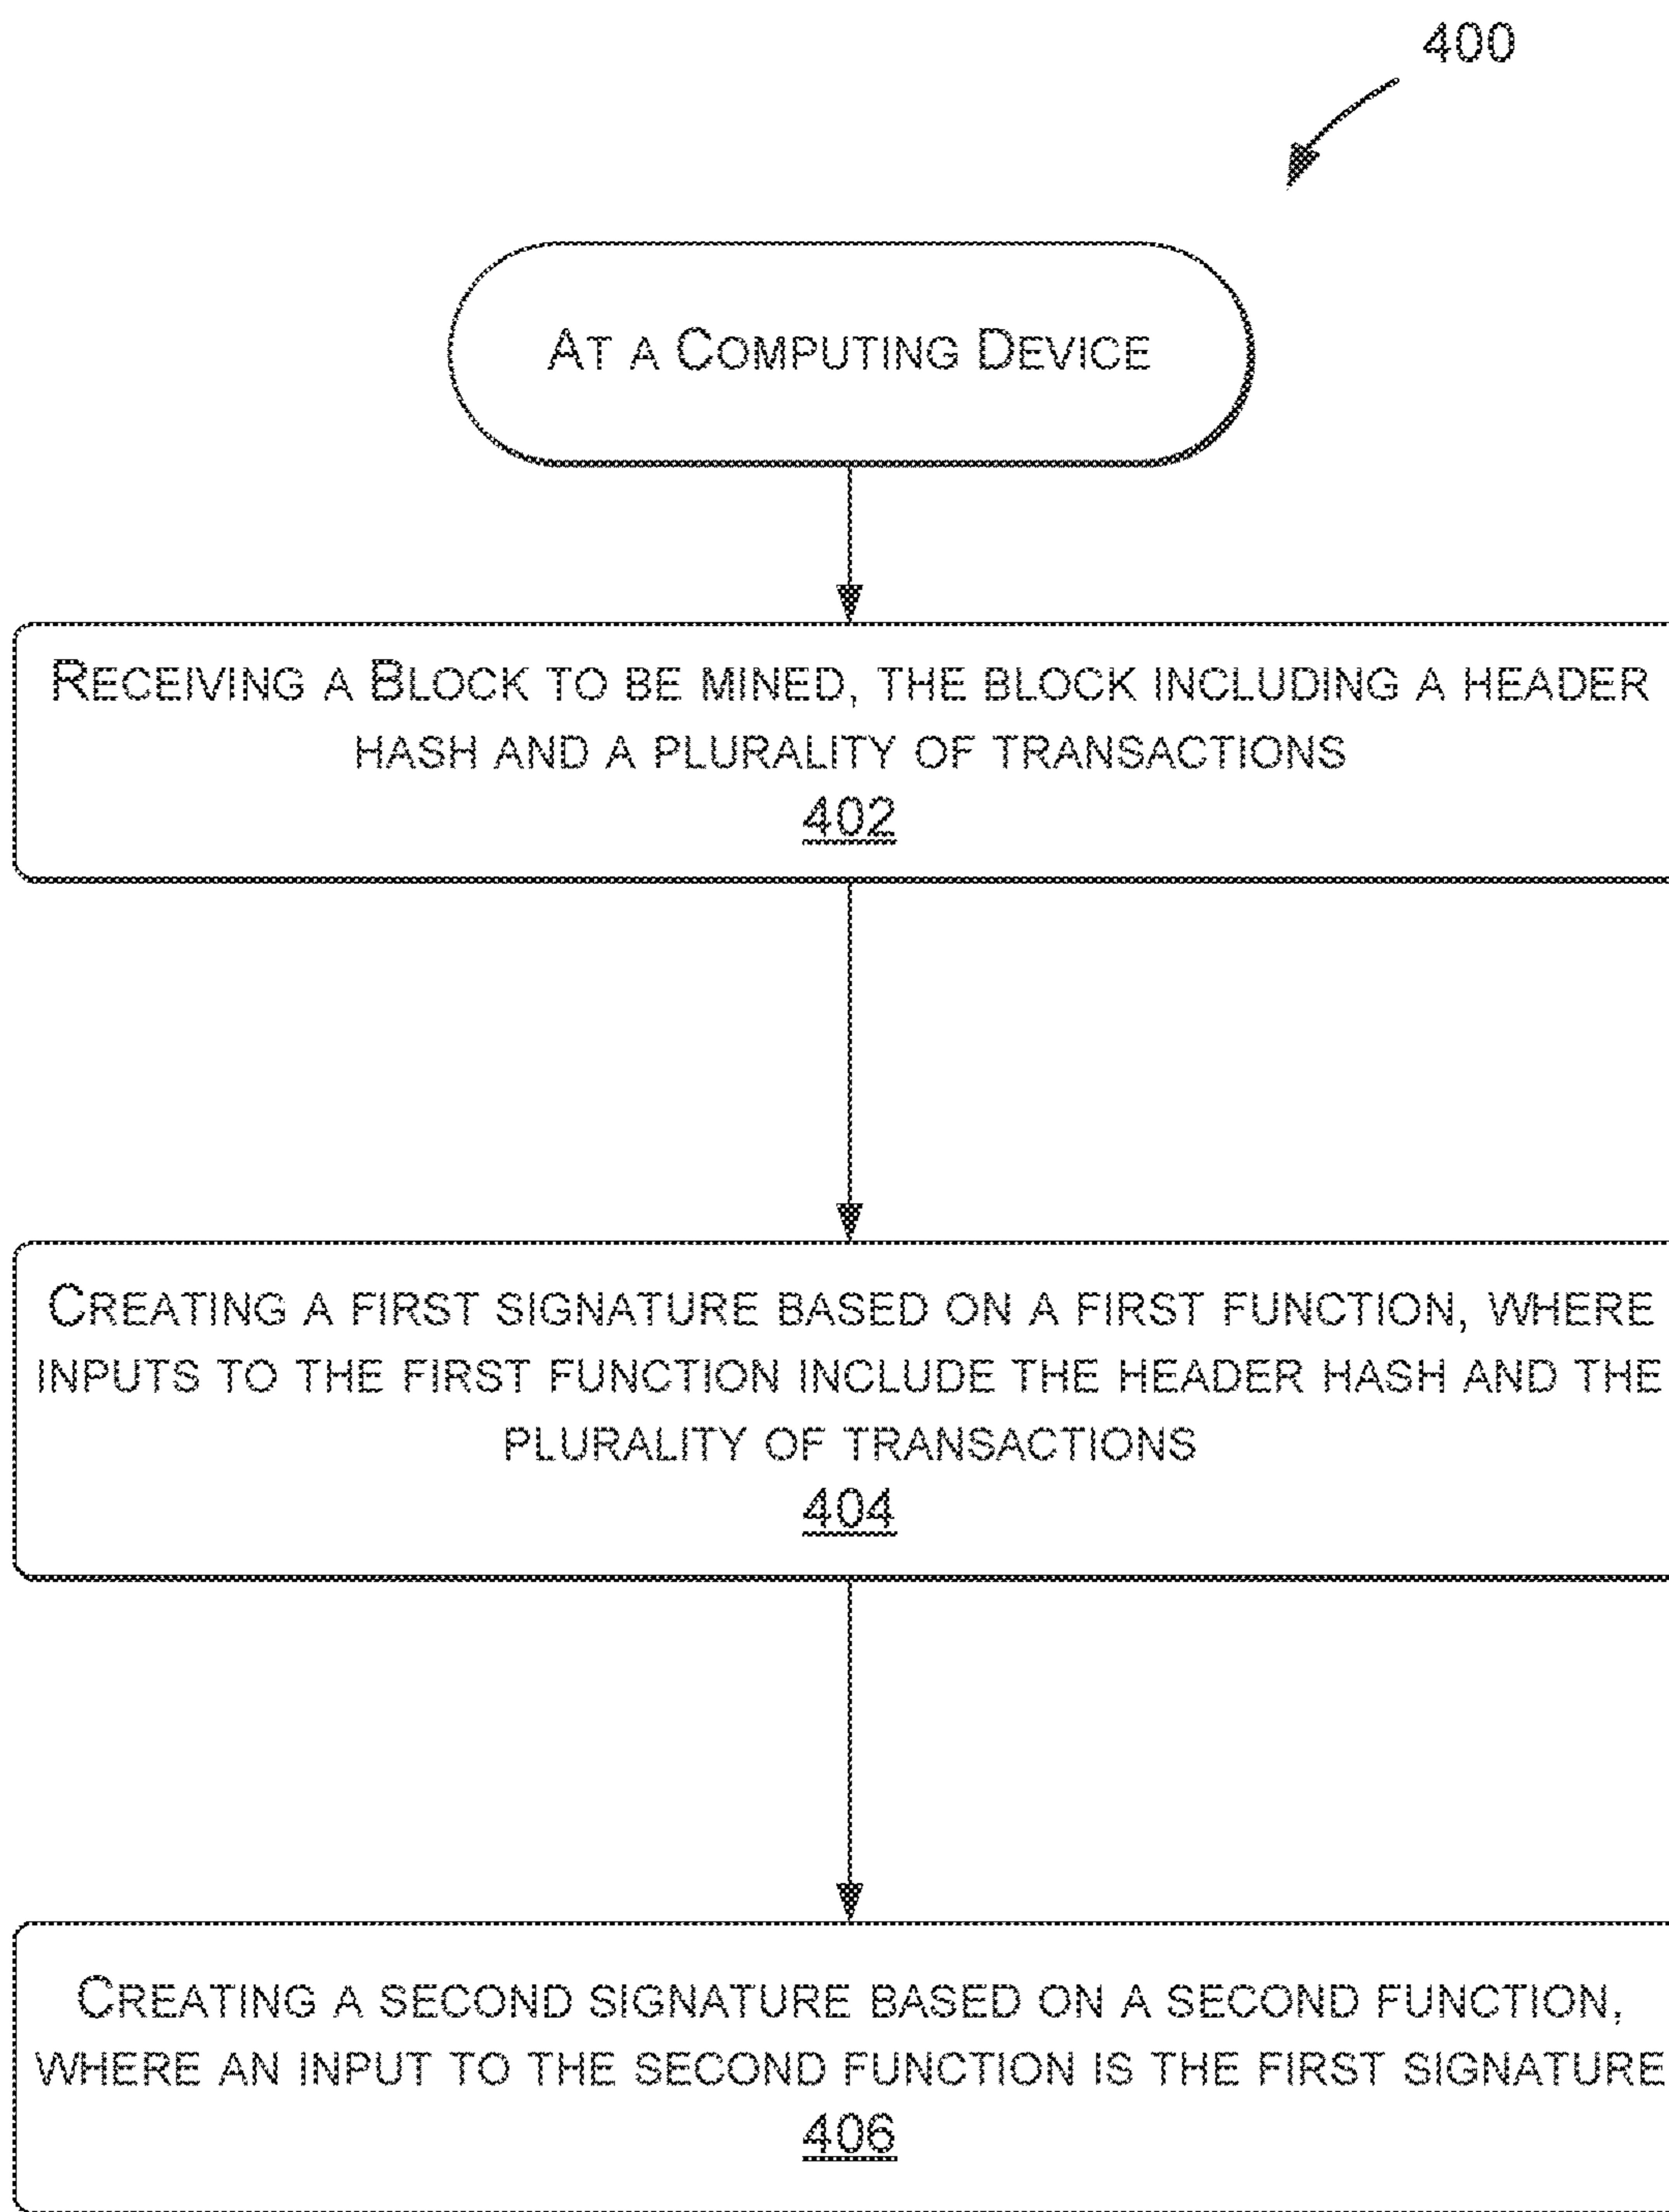 400
AT A COMPUTING DEVICE
RECEIVING A BLOCK TO BE MINED, THE BLOCK INCLUDING A HEADER
HASH AND A PLURALITY OF TRANSACTIONS
402
CREATING A FIRST SIGNATURE BASED ON A FIRST FUNCTION, WHERE
INPUTS TO THE FIRST FUNCTION INCLUDE THE HEADER HASH AND THE
PLURALITY OF TRANSACTIONS
404
CREATING A SECOND SIGNATURE BASED ON A SECOND FUNCTION,
WHERE AN INPUT TO THE SECOND FUNCTION IS THE FIRST SIGNATURE
406